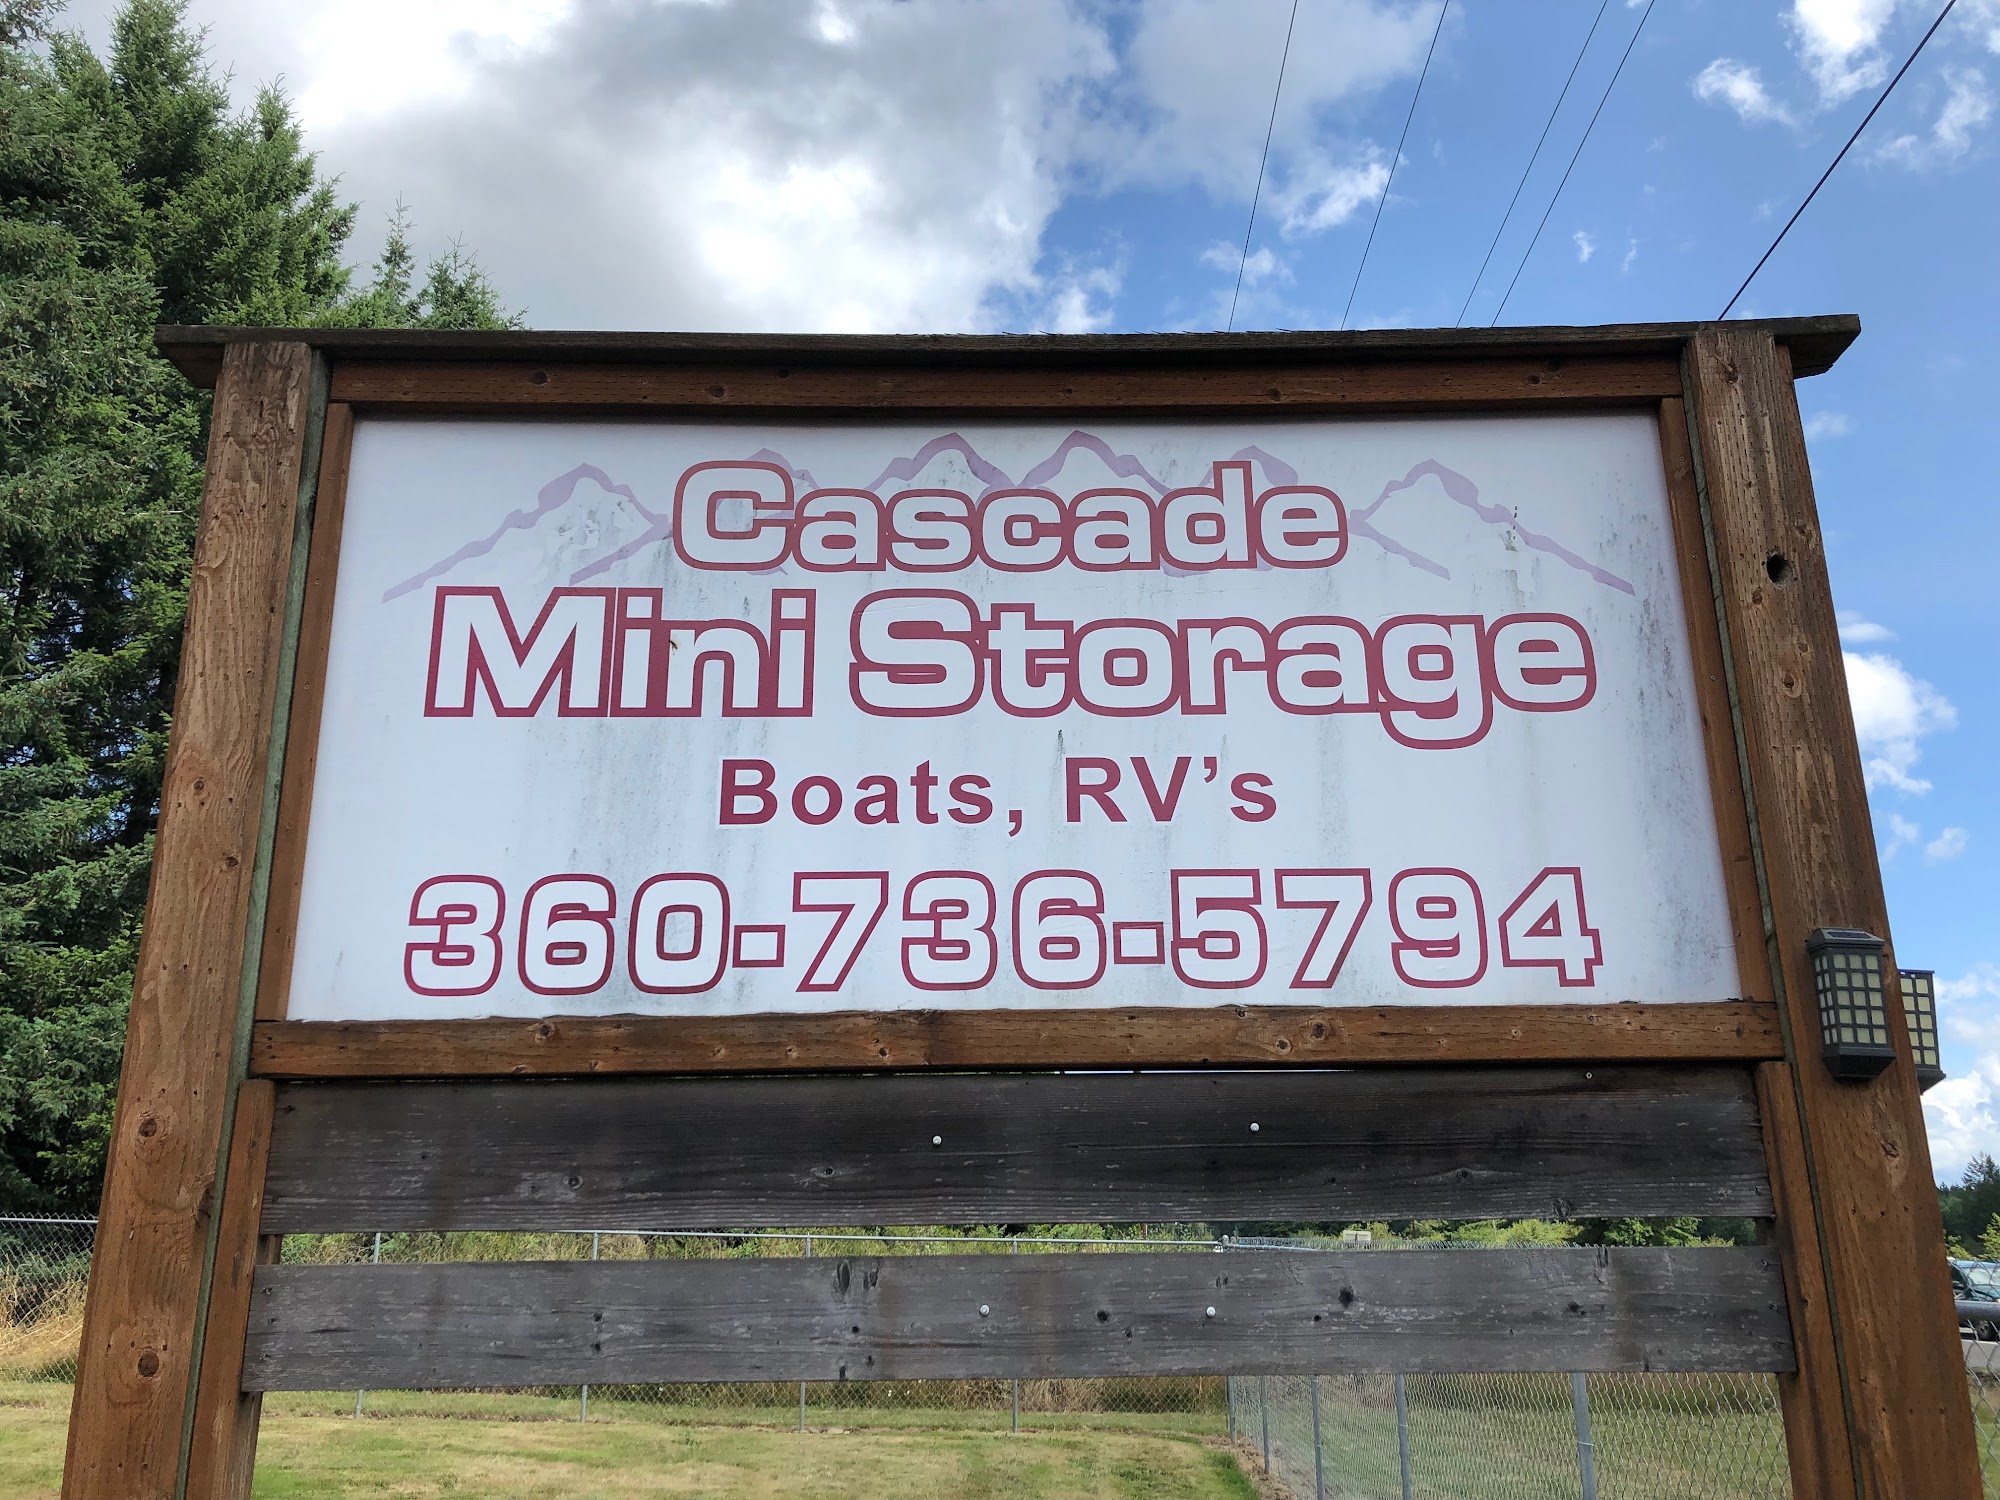 Cascade
Mini Storage
Boats, RV's
360-736-5794